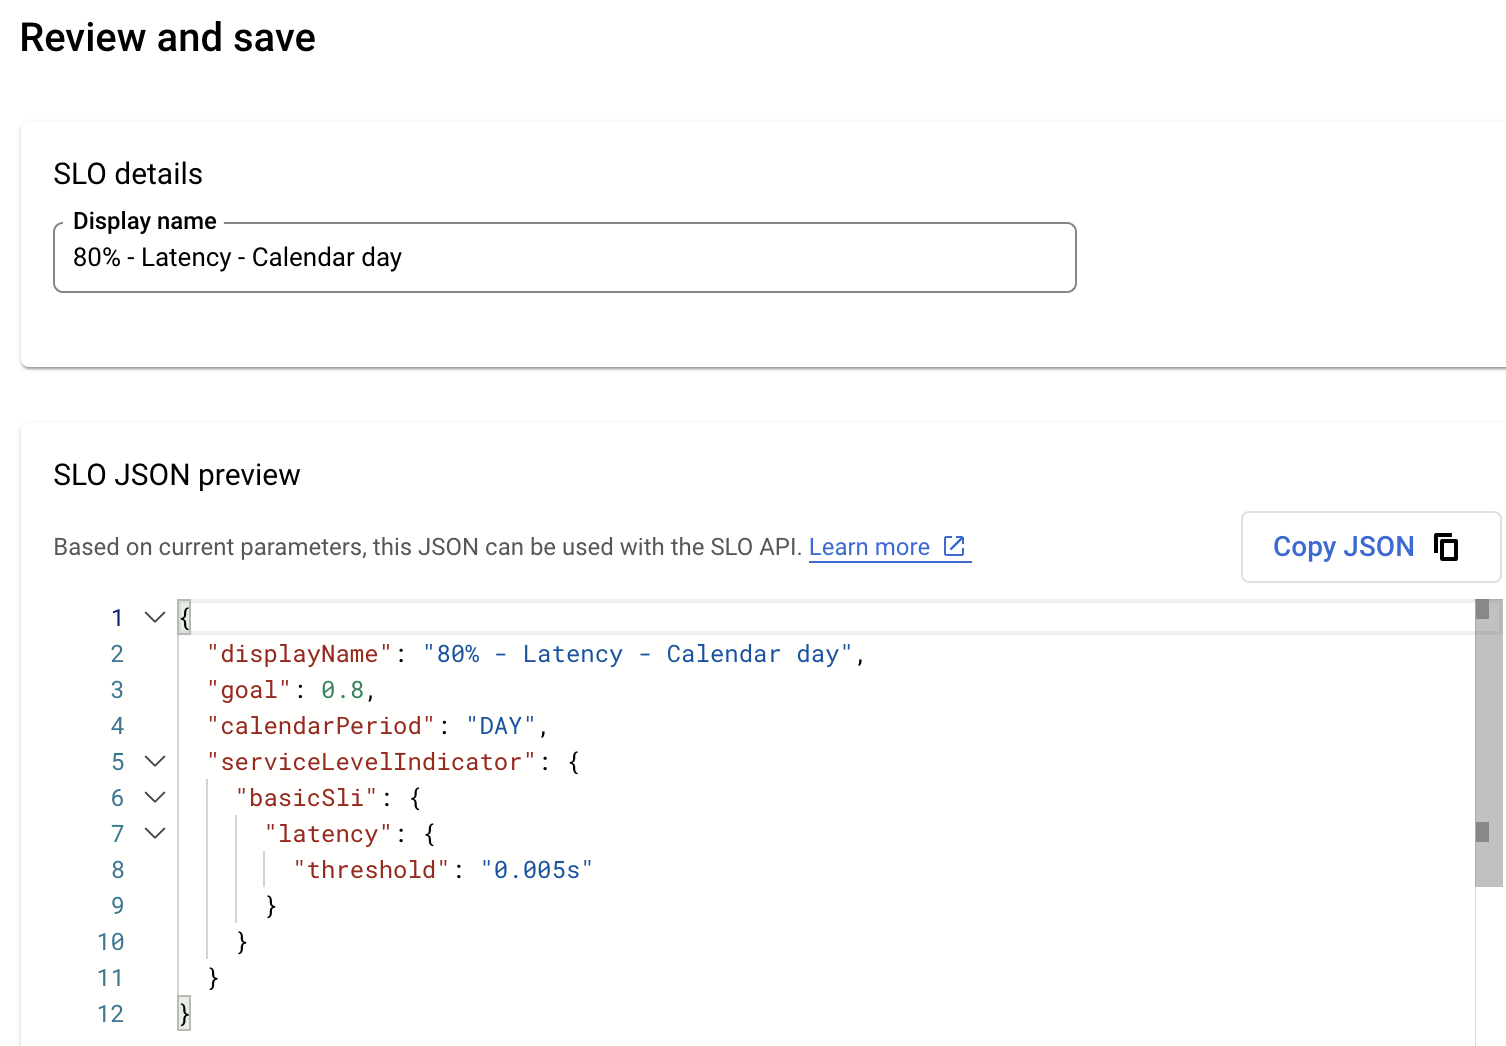 Review and save
SLO details
Display name
80% - Latency - Calendar day
SLO JSON preview
Based on current parameters, this JSON can be used with the SLO API. Learn more
Copy JSON
1 {
2 "displayName": "80% - Latency - Calendar day",
3 "goal": 0.8,
4 "calendarPeriod": "DAY",
5 "serviceLevelIndicator": {
6 "basicSli": {
7 "latency": {
8 "threshold": "0.005s"
9 }
10 }
11 }
12 }